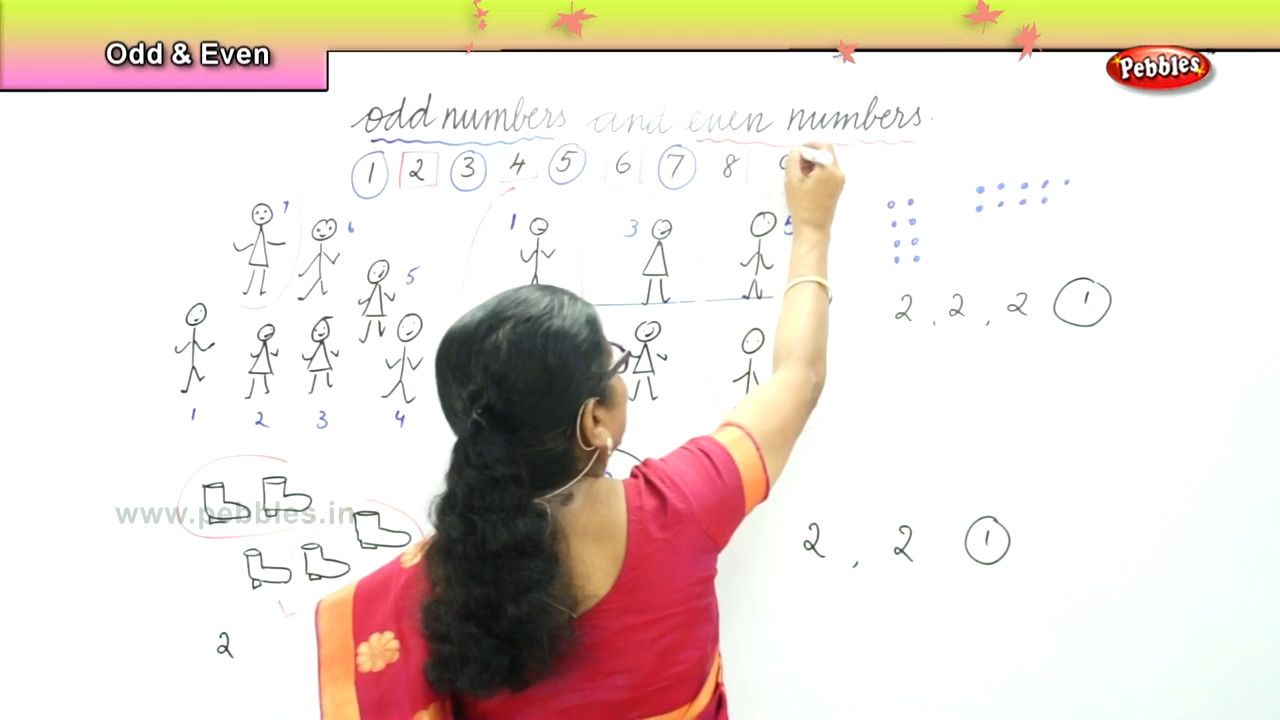 Odd & Even
Pebbles
odd numbers and even numbers.
1 2 3 4 5 6 7 8
7 6 5
1 3 5
1 2 3 4
2, 2, 2 1
www.pebbles.in
2, 2 1
2